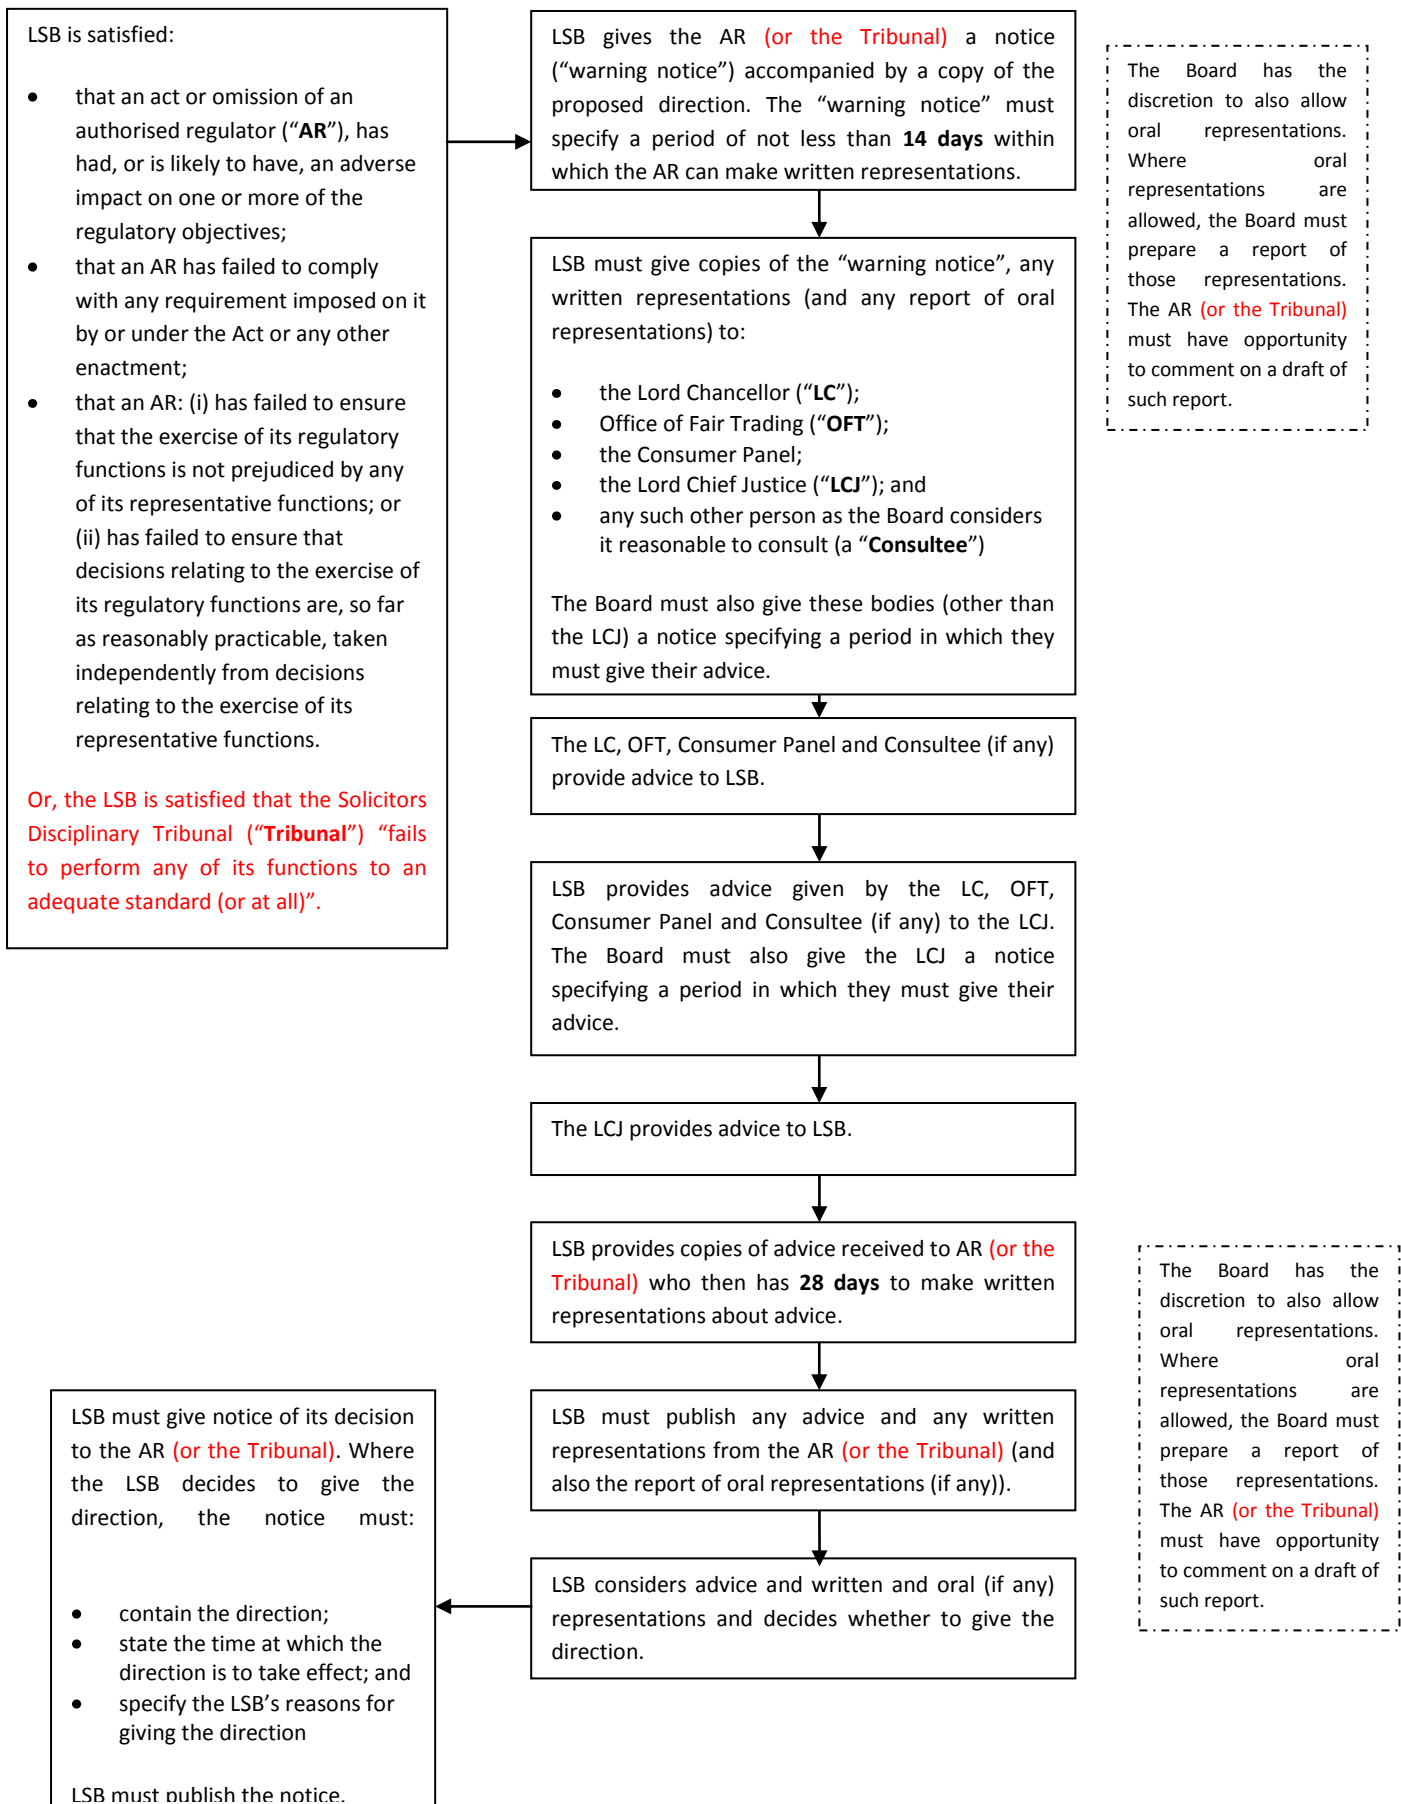 LSB is satisfied:
• that an act or omission of an
authorised regulator (“AR”), has
had, or is likely to have, an adverse
impact on one or more of the
regulatory objectives;
• that an AR has failed to comply
with any requirement imposed on it
by or under the Act or any other
enactment;
• that an AR: (i) has failed to ensure
that the exercise of its regulatory
functions is not prejudiced by any
of its representative functions; or
(ii) has failed to ensure that
decisions relating to the exercise of
its regulatory functions are, so far
as reasonably practicable, taken
independently from decisions
relating to the exercise of its
representative functions.
Or, the LSB is satisfied that the Solicitors
Disciplinary Tribunal (“Tribunal”) “fails
to perform any of its functions to an
adequate standard (or at all)”.
LSB gives the AR (or the Tribunal) a notice
(“warning notice”) accompanied by a copy of the
proposed direction. The “warning notice” must
specify a period of not less than 14 days within
which the AR can make written representations.
The Board has the
discretion to also allow
oral representations.
Where oral
representations are
allowed, the Board must
prepare a report of
those representations.
The AR (or the Tribunal)
must have opportunity
to comment on a draft of
such report.
LSB must give copies of the “warning notice”, any
written representations (and any report of oral
representations) to:
• the Lord Chancellor (“LC”);
• Office of Fair Trading (“OFT”);
• the Consumer Panel;
• the Lord Chief Justice (“LCJ”); and
• any such other person as the Board considers
it reasonable to consult (a “Consultee”)
The Board must also give these bodies (other than
the LCJ) a notice specifying a period in which they
must give their advice.
The LC, OFT, Consumer Panel and Consultee (if any)
provide advice to LSB.
LSB provides advice given by the LC, OFT,
Consumer Panel and Consultee (if any) to the LCJ.
The Board must also give the LCJ a notice
specifying a period in which they must give their
advice.
The LCJ provides advice to LSB.
LSB provides copies of advice received to AR (or the
Tribunal) who then has 28 days to make written
representations about advice.
The Board has the
discretion to also allow
oral representations.
Where oral
representations are
allowed, the Board must
prepare a report of
those representations.
The AR (or the Tribunal)
must have opportunity
to comment on a draft of
such report.
LSB must publish any advice and any written
representations from the AR (or the Tribunal) (and
also the report of oral representations (if any)).
LSB considers advice and written and oral (if any)
representations and decides whether to give the
direction.
LSB must give notice of its decision
to the AR (or the Tribunal). Where
the LSB decides to give the
direction, the notice must:
• contain the direction;
• state the time at which the
direction is to take effect; and
• specify the LSB’s reasons for
giving the direction
LSB must publish the notice.